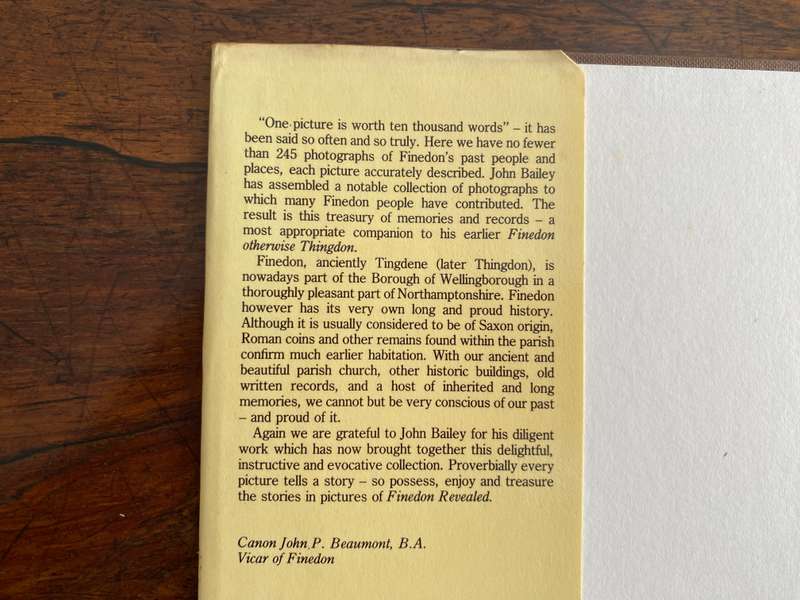 "One picture is worth ten thousand words" – it has
been said so often and so truly. Here we have no fewer
than 245 photographs of Finedon's past people and
places, each picture accurately described. John Bailey
has assembled a notable collection of photographs to
which many Finedon people have contributed. The
result is this treasury of memories and records – a
most appropriate companion to his earlier Finedon
otherwise Thingdon.
Finedon, anciently Tingdene (later Thingdon), is
nowadays part of the Borough of Wellingborough in a
thoroughly pleasant part of Northamptonshire. Finedon
however has its very own long and proud history.
Although it is usually considered to be of Saxon origin,
Roman coins and other remains found within the parish
confirm much earlier habitation. With our ancient and
beautiful parish church, other historic buildings, old
written records, and a host of inherited and long
memories, we cannot but be very conscious of our past
– and proud of it.
Again we are grateful to John Bailey for his diligent
work which has now brought together this delightful,
instructive and evocative collection. Proverbially every
picture tells a story – so possess, enjoy and treasure
the stories in pictures of Finedon Revealed.
Canon John P. Beaumont, B.A.
Vicar of Finedon